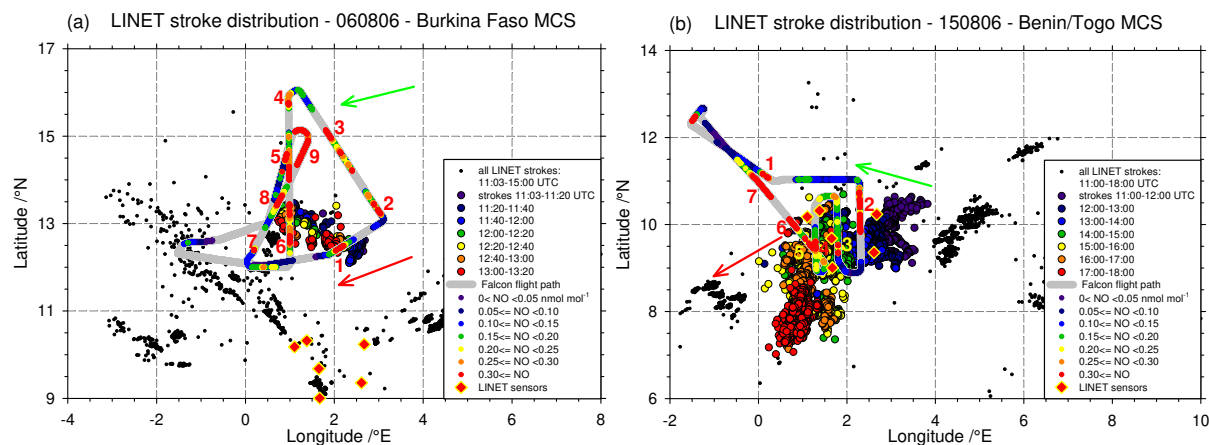 (a) LINET stroke distribution - 060806 - Burkina Faso MCS
17
15
13
11
9
Latitude /°N
-4 -2 0 2 4 6 8
Longitude /°E
4
3
5
9
8
2
7
6
1
all LINET strokes:
11:03-15:00 UTC
strokes 11:03-11:20 UTC
11:20-11:40
11:40-12:00
12:00-12:20
12:20-12:40
12:40-13:00
13:00-13:20
Falcon flight path
0< NO <0.05 nmol mol⁻¹
0.05<= NO <0.10
0.10<= NO <0.15
0.15<= NO <0.20
0.20<= NO <0.25
0.25<= NO <0.30
0.30<= NO
LINET sensors
(b) LINET stroke distribution - 150806 - Benin/Togo MCS
14
12
10
8
6
Latitude /°N
-2 0 2 4 6 8 10
Longitude /°E
1
7
2
6
3
5
all LINET strokes:
11:00-18:00 UTC
strokes 11:00-12:00 UTC
12:00-13:00
13:00-14:00
14:00-15:00
15:00-16:00
16:00-17:00
17:00-18:00
Falcon flight path
0< NO <0.05 nmol mol⁻¹
0.05<= NO <0.10
0.10<= NO <0.15
0.15<= NO <0.20
0.20<= NO <0.25
0.25<= NO <0.30
0.30<= NO
LINET sensors